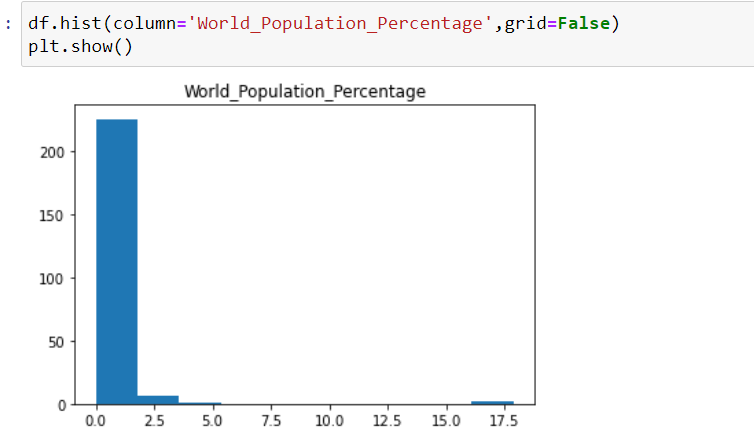 : df.hist(column='World_Population_Percentage',grid=False)
plt.show()
World_Population_Percentage
200
150
100
50
0
0.0 2.5 5.0 7.5 10.0 12.5 15.0 17.5